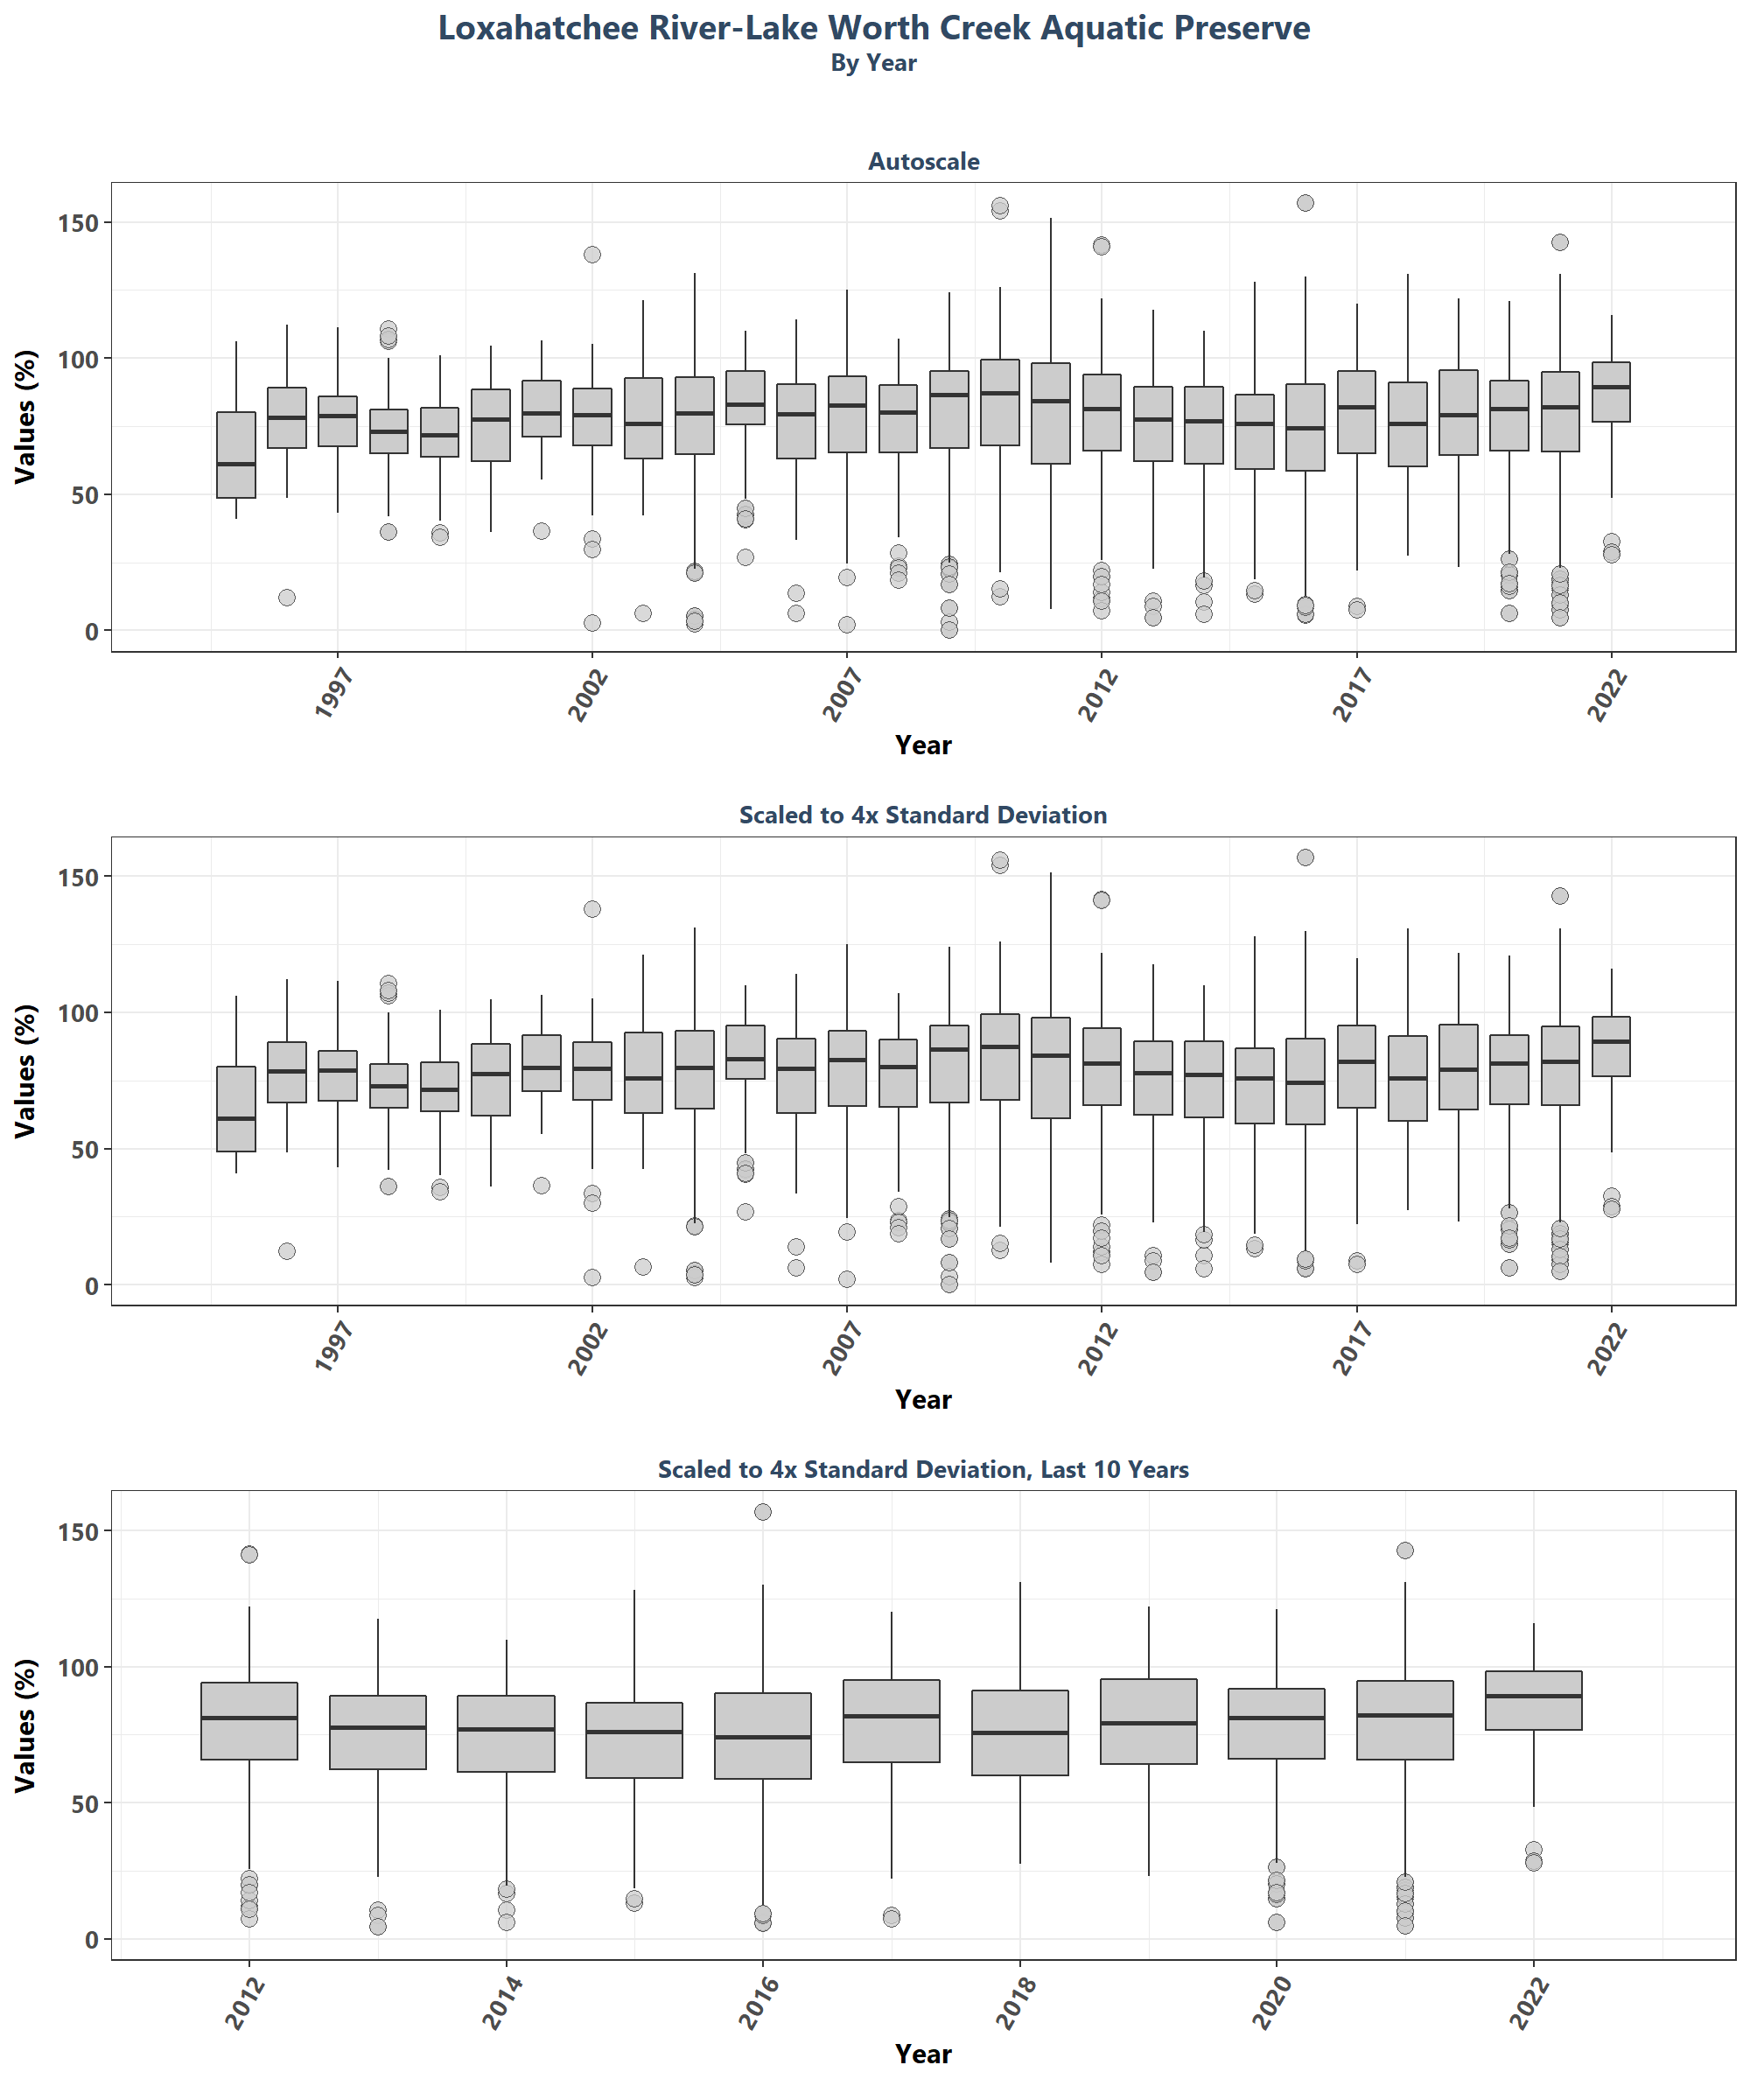 Loxahatchee River-Lake Worth Creek Aquatic Preserve
By Year
Autoscale
Values (%)
150
100
50
0
1997
2002
2007
2012
2017
2022
Year
Scaled to 4x Standard Deviation
Values (%)
150
100
50
0
1997
2002
2007
2012
2017
2022
Year
Scaled to 4x Standard Deviation, Last 10 Years
Values (%)
150
100
50
0
2012
2014
2016
2018
2020
2022
Year